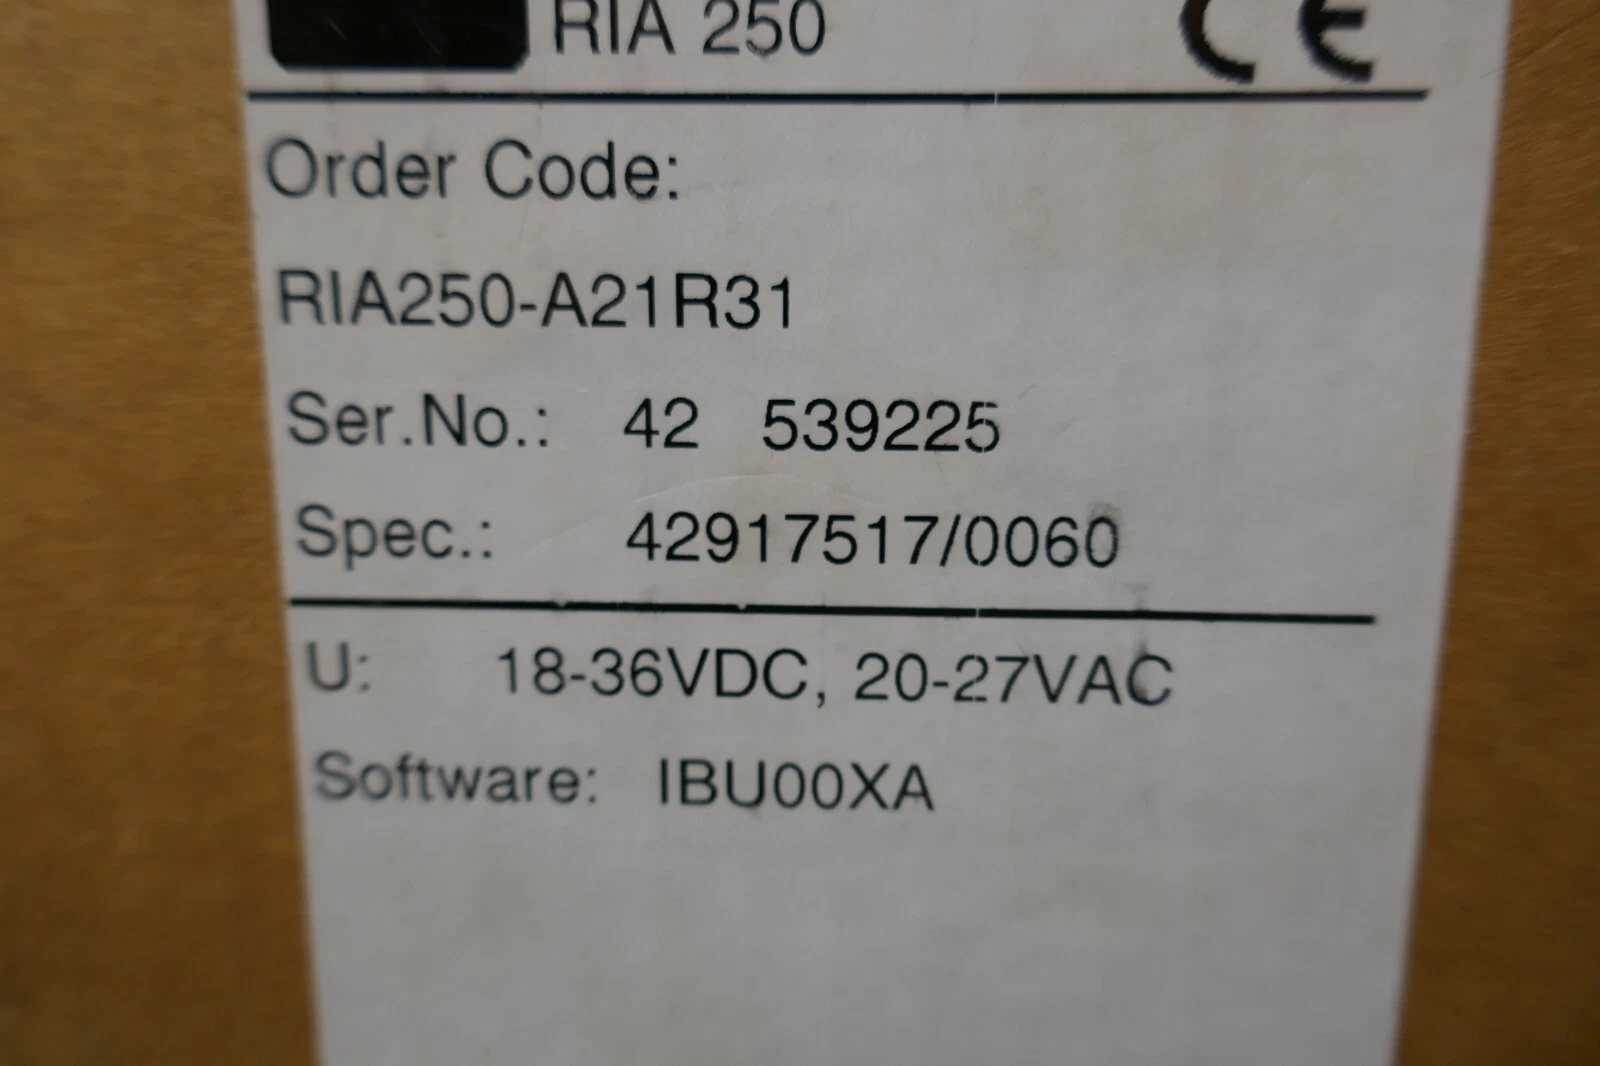 RIA 250 CE
Order Code:
RIA250-A21R31
Ser.No.: 42 539225
Spec.: 42917517/0060
U: 18-36VDC, 20-27VAC
Software: IBU00XA